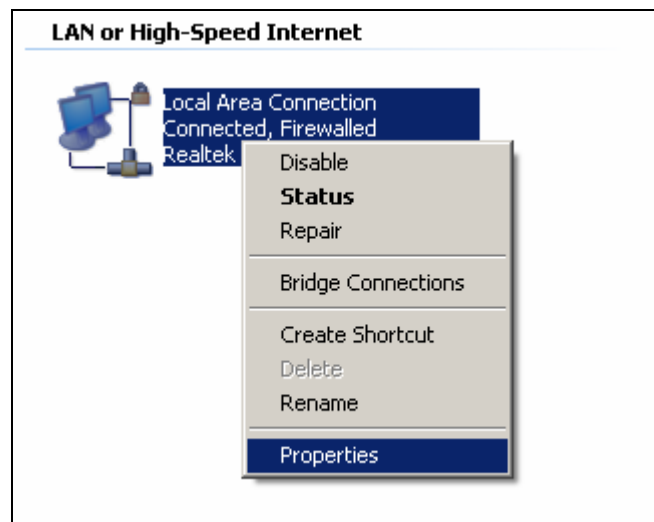 LAN or High-Speed Internet
Local Area Connection
Connected, Firewalled
Realtek
Disable
Status
Repair
Bridge Connections
Create Shortcut
Delete
Rename
Properties